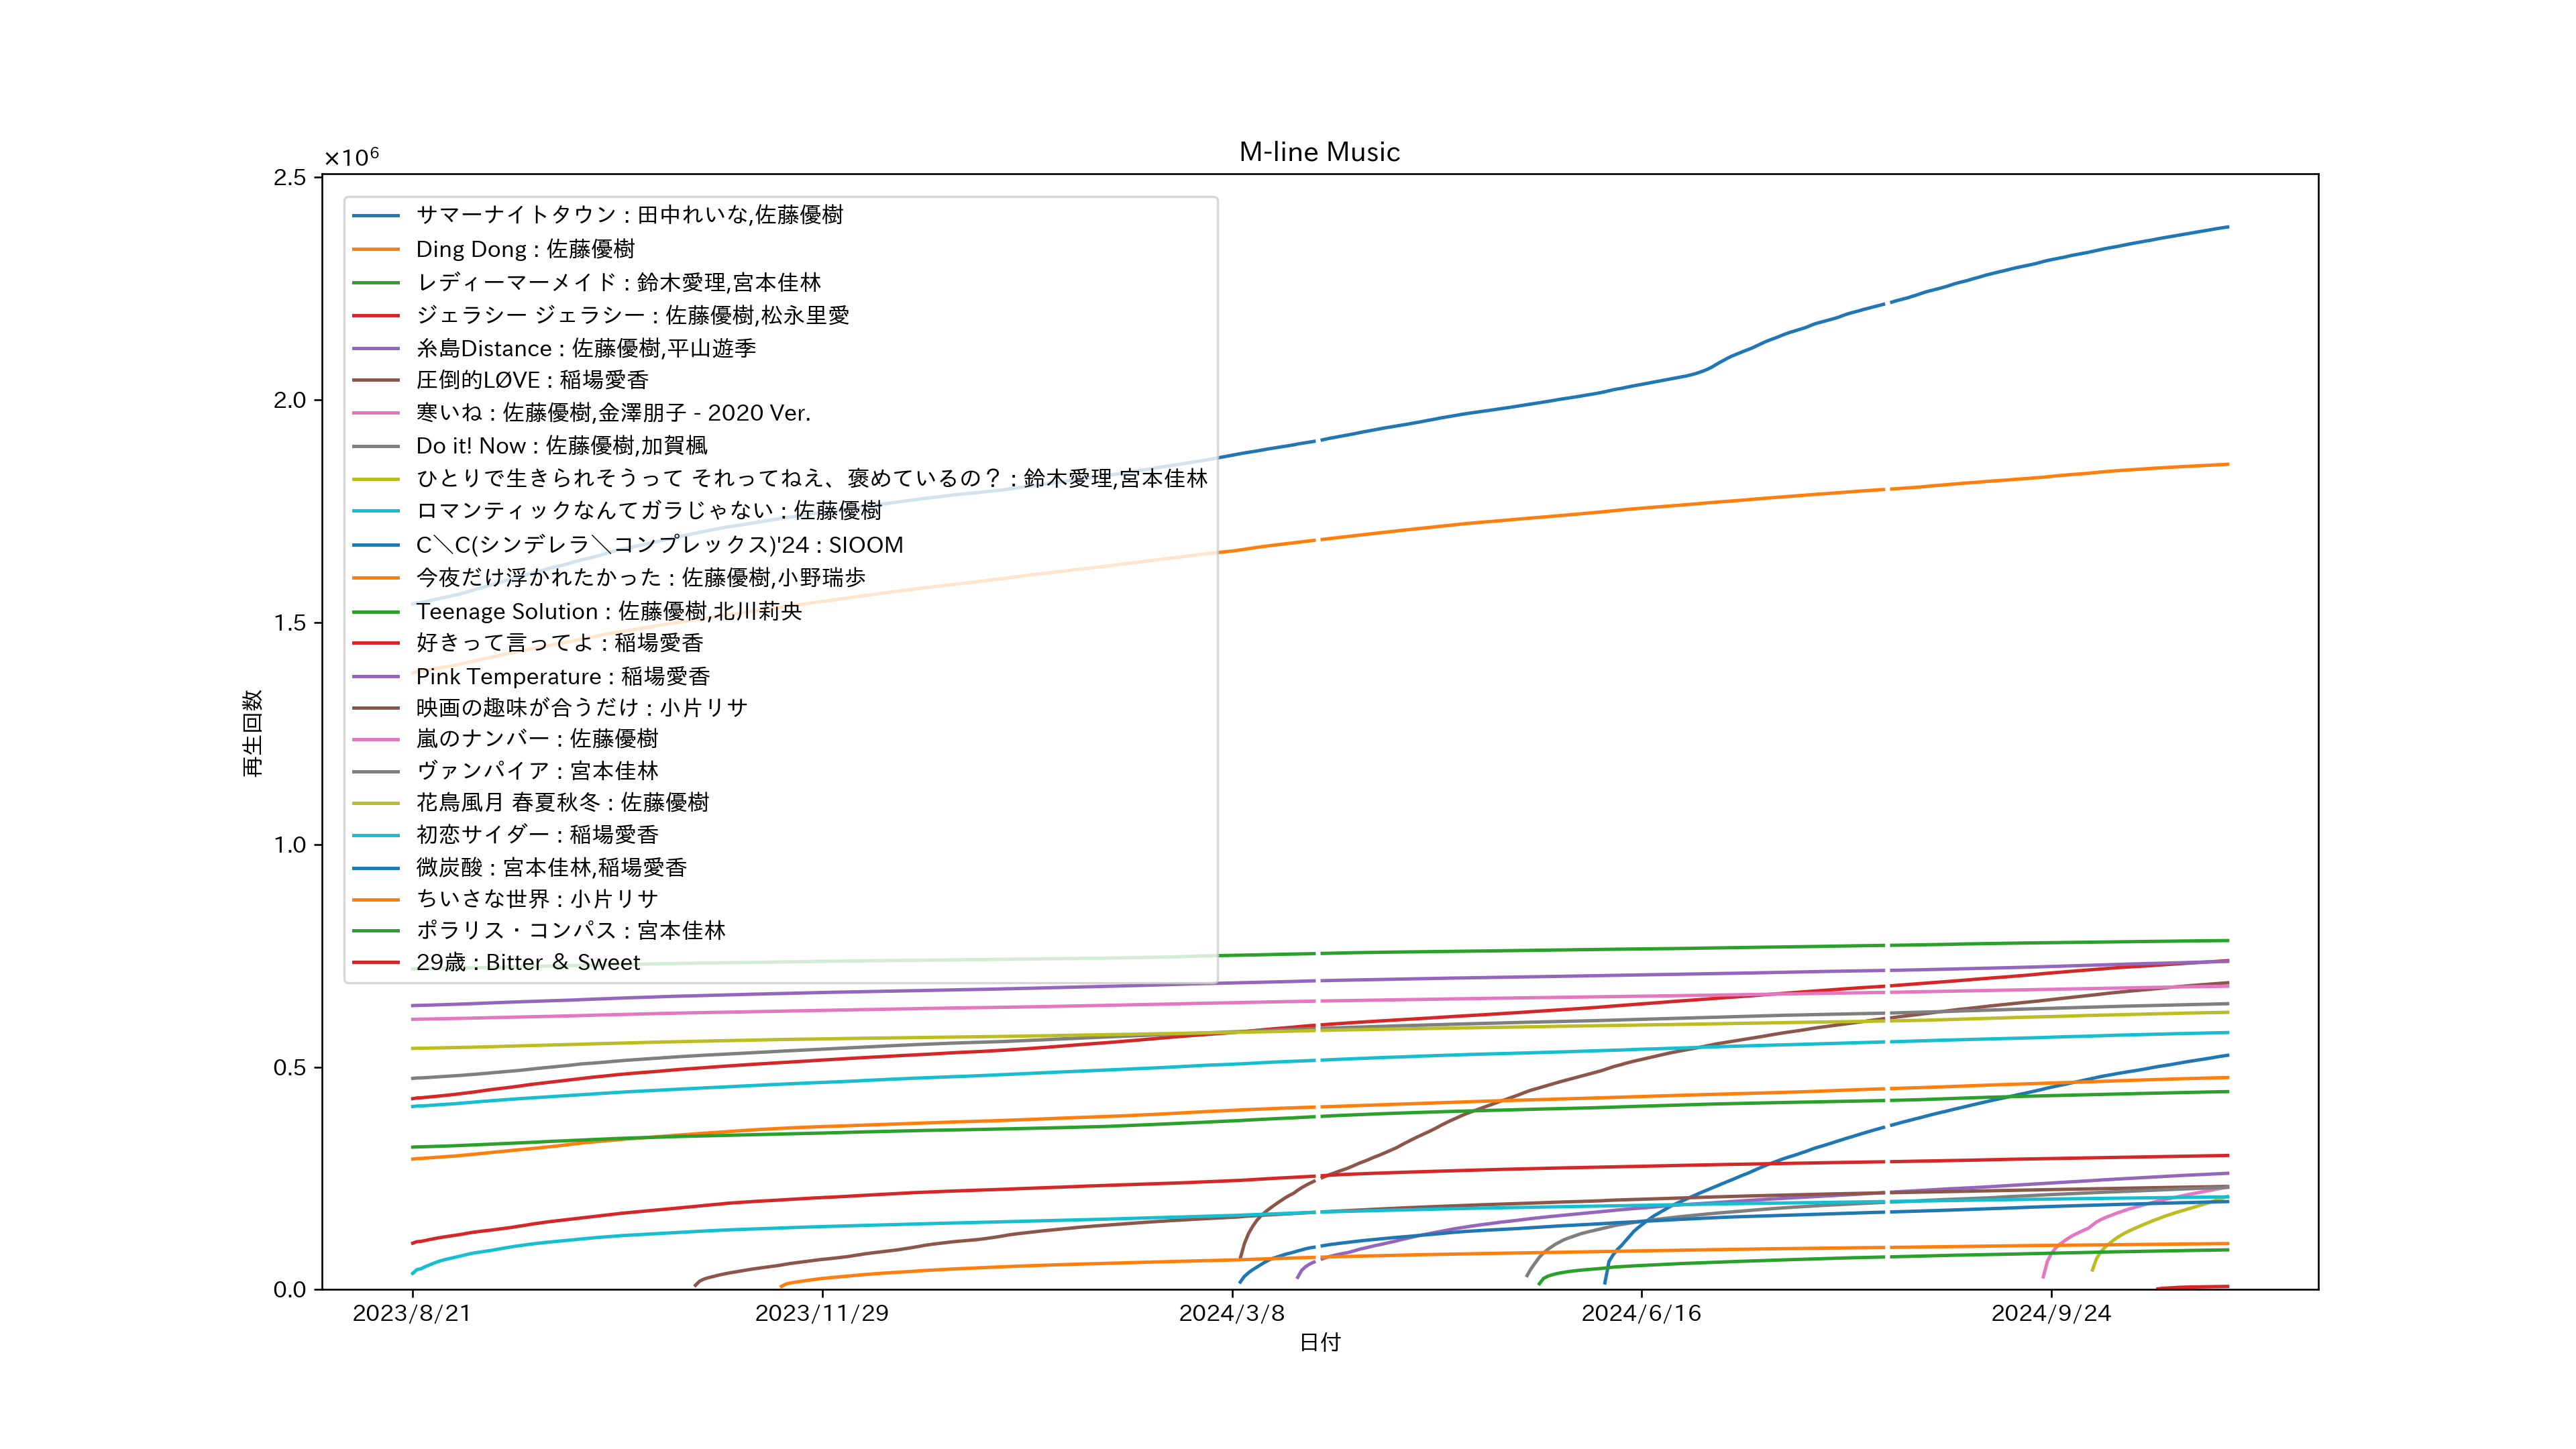 M-line Music
×10⁶
2.5
2.0
1.5
1.0
0.5
0.0
再生回数
サマーナイトタウン : 田中れいな,佐藤優樹
Ding Dong : 佐藤優樹
レディーマーメイド : 鈴木愛理,宮本佳林
ジェラシー ジェラシー : 佐藤優樹,松永里愛
糸島Distance : 佐藤優樹,平山遊季
圧倒的LØVE : 稲場愛香
寒いね : 佐藤優樹,金澤朋子 - 2020 Ver.
Do it! Now : 佐藤優樹,加賀楓
ひとりで生きられそうって それってねえ、褒めているの？ : 鈴木愛理,宮本佳林
ロマンティックなんてガラじゃない : 佐藤優樹
C＼C(シンデレラ＼コンプレックス)'24 : SIOOM
今夜だけ浮かれたかった : 佐藤優樹,小野瑞歩
Teenage Solution : 佐藤優樹,北川莉央
好きって言ってよ : 稲場愛香
Pink Temperature : 稲場愛香
映画の趣味が合うだけ : 小片リサ
嵐のナンバー : 佐藤優樹
ヴァンパイア : 宮本佳林
花鳥風月 春夏秋冬 : 佐藤優樹
初恋サイダー : 稲場愛香
微炭酸 : 宮本佳林,稲場愛香
ちいさな世界 : 小片リサ
ポラリス・コンパス : 宮本佳林
29歳 : Bitter & Sweet
2023/8/21
2023/11/29
2024/3/8
2024/6/16
2024/9/24
日付